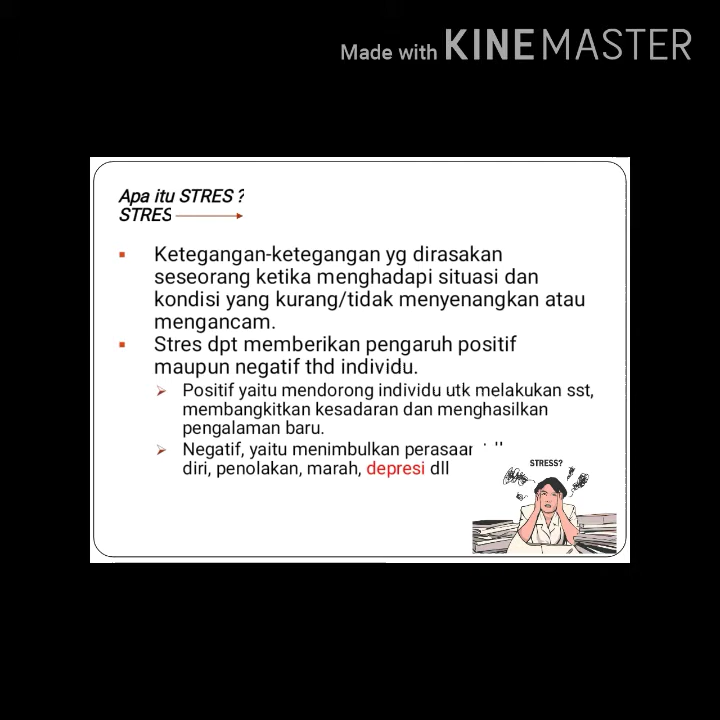 Made with KINEMASTER
Apa itu STRES ?
STRES
Ketegangan-ketegangan yg dirasakan
seseorang ketika menghadapi situasi dan
kondisi yang kurang/tidak menyenangkan atau
mengancam.
Stres dpt memberikan pengaruh positif
maupun negatif thd individu.
Positif yaitu mendorong individu utk melakukan sst,
membangkitkan kesadaran dan menghasilkan
pengalaman baru.
Negatif, yaitu menimbulkan perasaan
diri, penolakan, marah, depresi dll
STRESS?